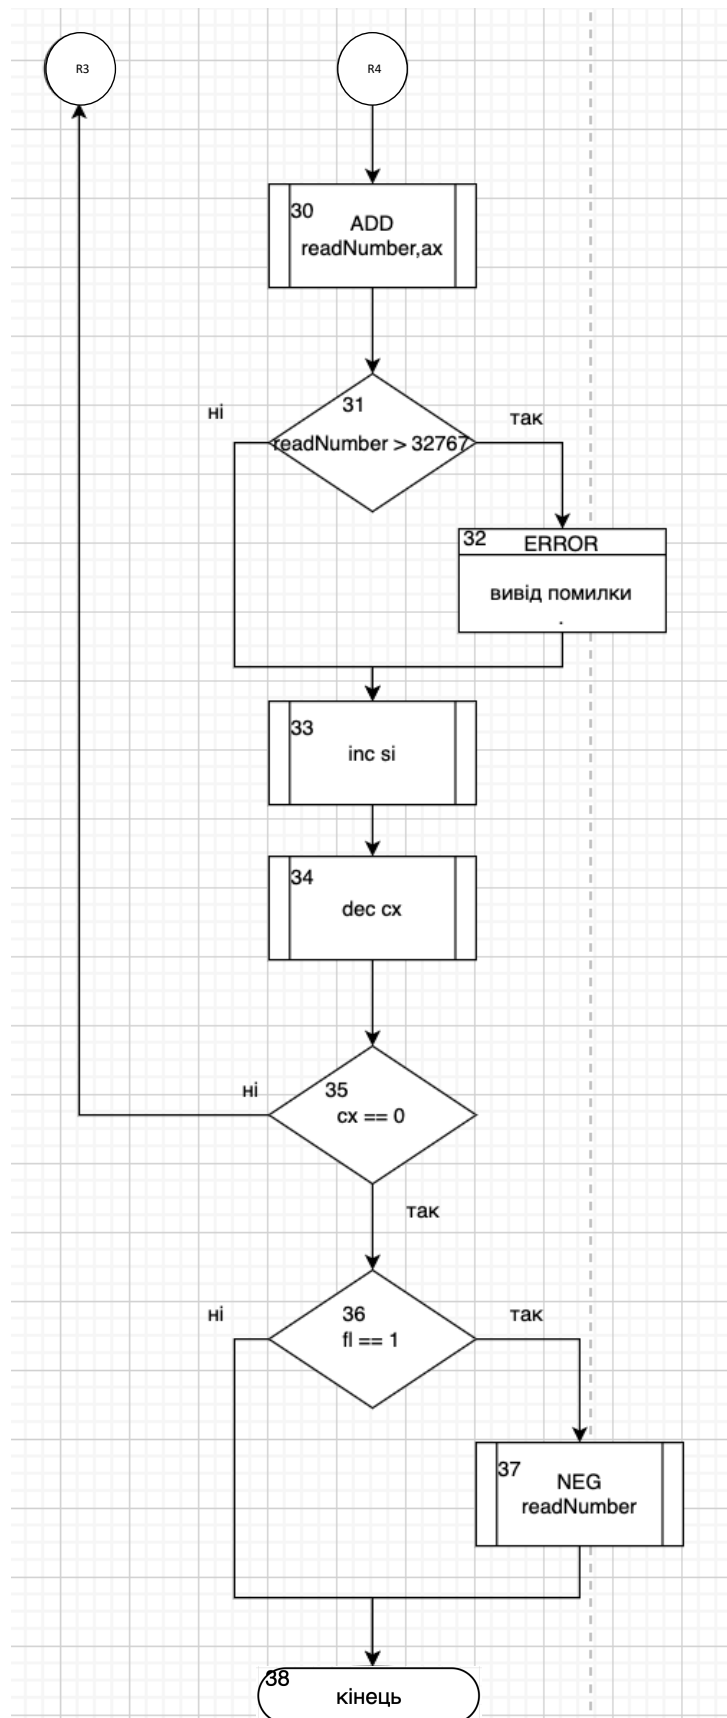 R3
R4
30
ADD
readNumber,ax
31
ні
так
readNumber > 32767
32
ERROR
вивід помилки
.
33
inc si
34
dec cx
ні
35
cx == 0
так
ні
36
так
fl == 1
37
NEG
readNumber
38
кінець